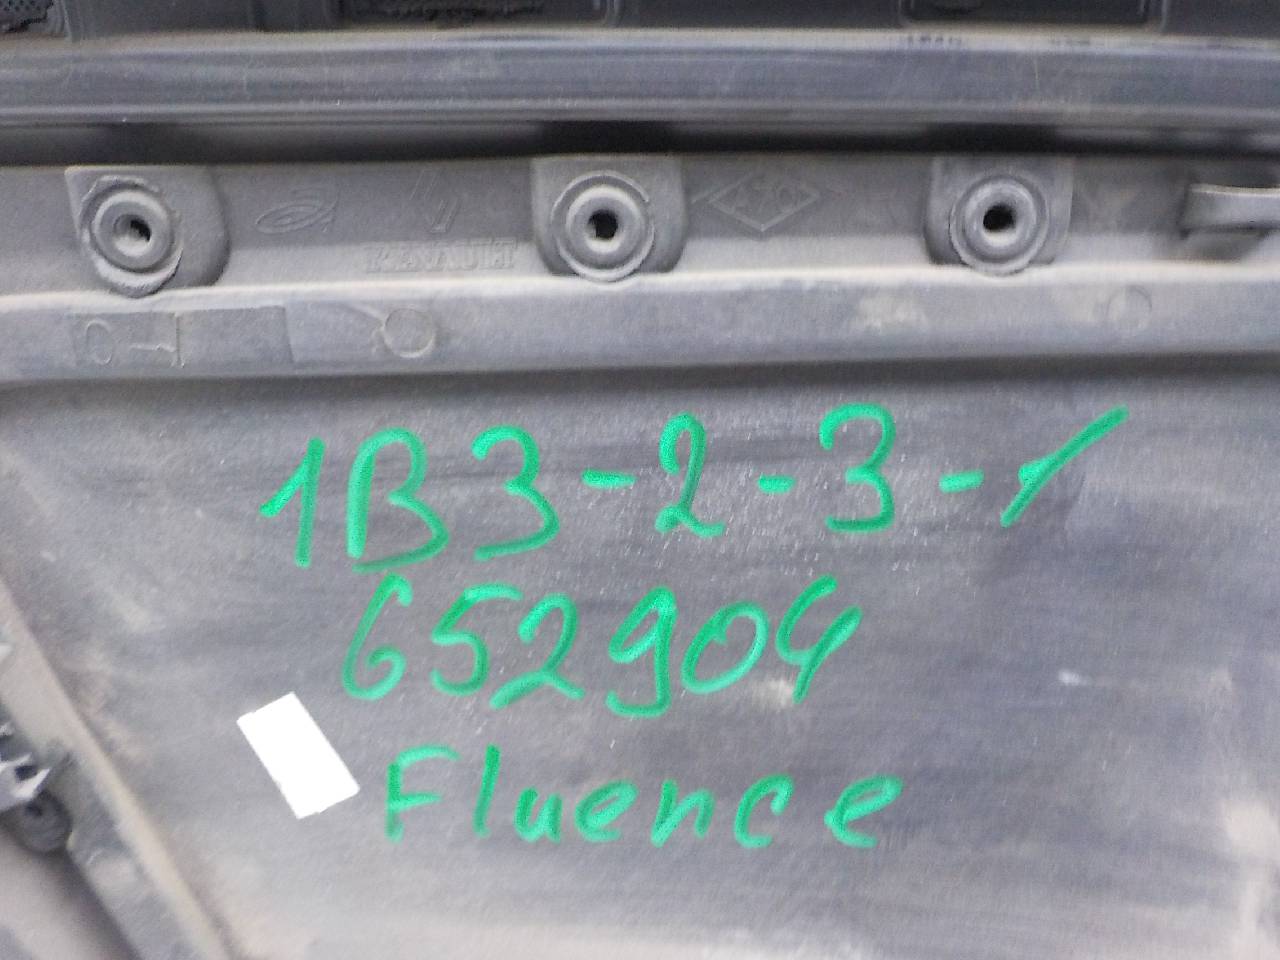 RENAULT
1B3-2-3-1
652904
Fluence